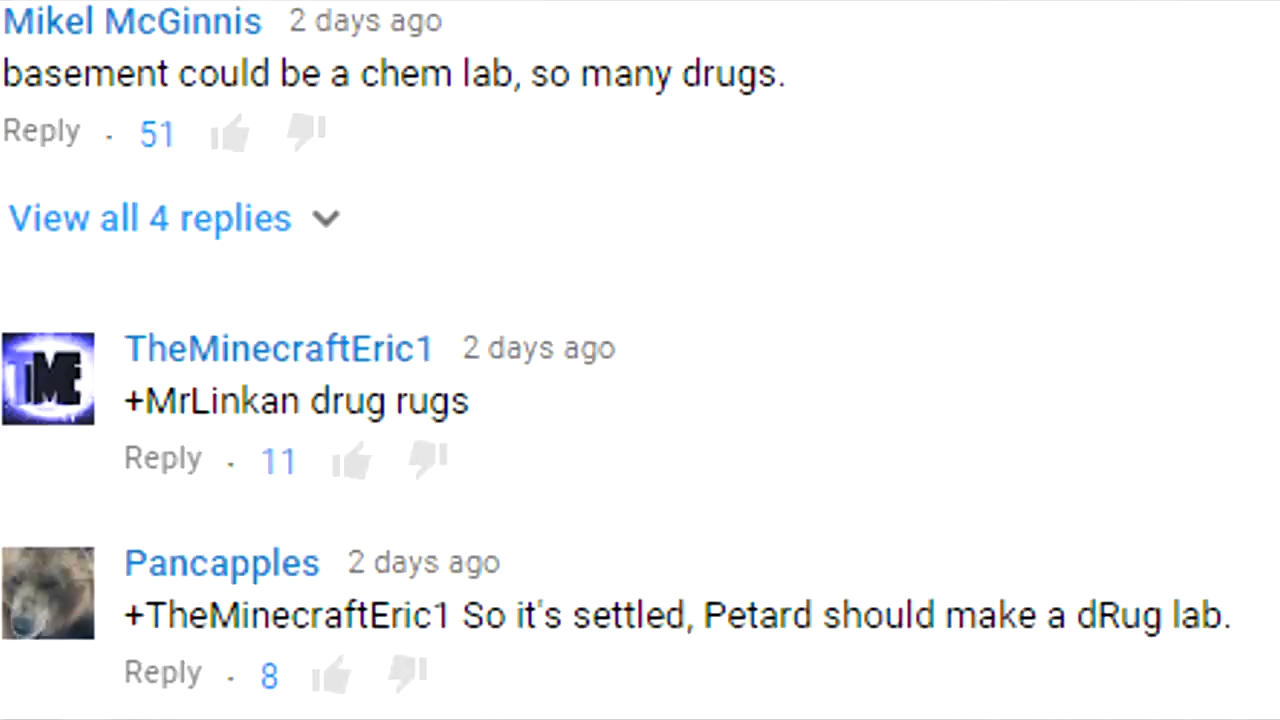 Mikel McGinnis 2 days ago
basement could be a chem lab, so many drugs.
Reply · 51
View all 4 replies
TheMinecraftEric1 2 days ago
+MrLinkan drug rugs
Reply · 11
Pancapples 2 days ago
+TheMinecraftEric1 So it's settled, Petard should make a dRug lab.
Reply · 8